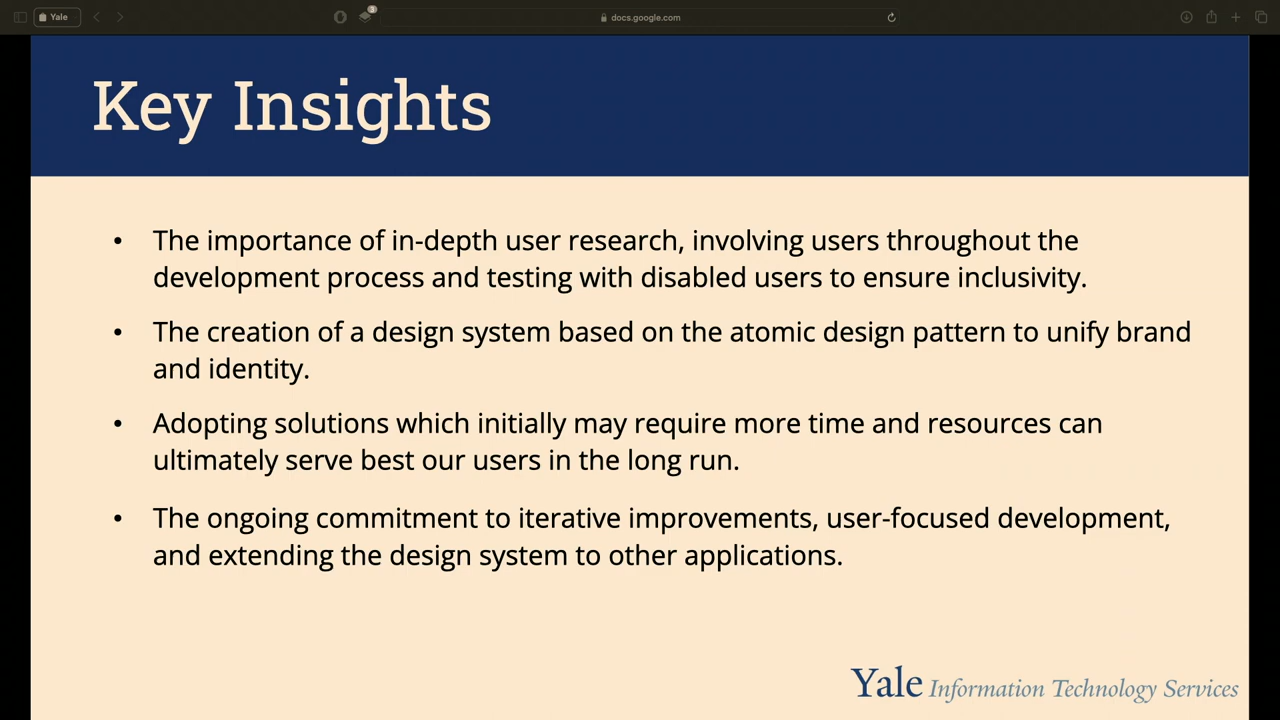 Yale
3
docs.google.com
Key Insights
• The importance of in-depth user research, involving users throughout the
development process and testing with disabled users to ensure inclusivity.
• The creation of a design system based on the atomic design pattern to unify brand
and identity.
• Adopting solutions which initially may require more time and resources can
ultimately serve best our users in the long run.
• The ongoing commitment to iterative improvements, user-focused development,
and extending the design system to other applications.
Yale Information Technology Services